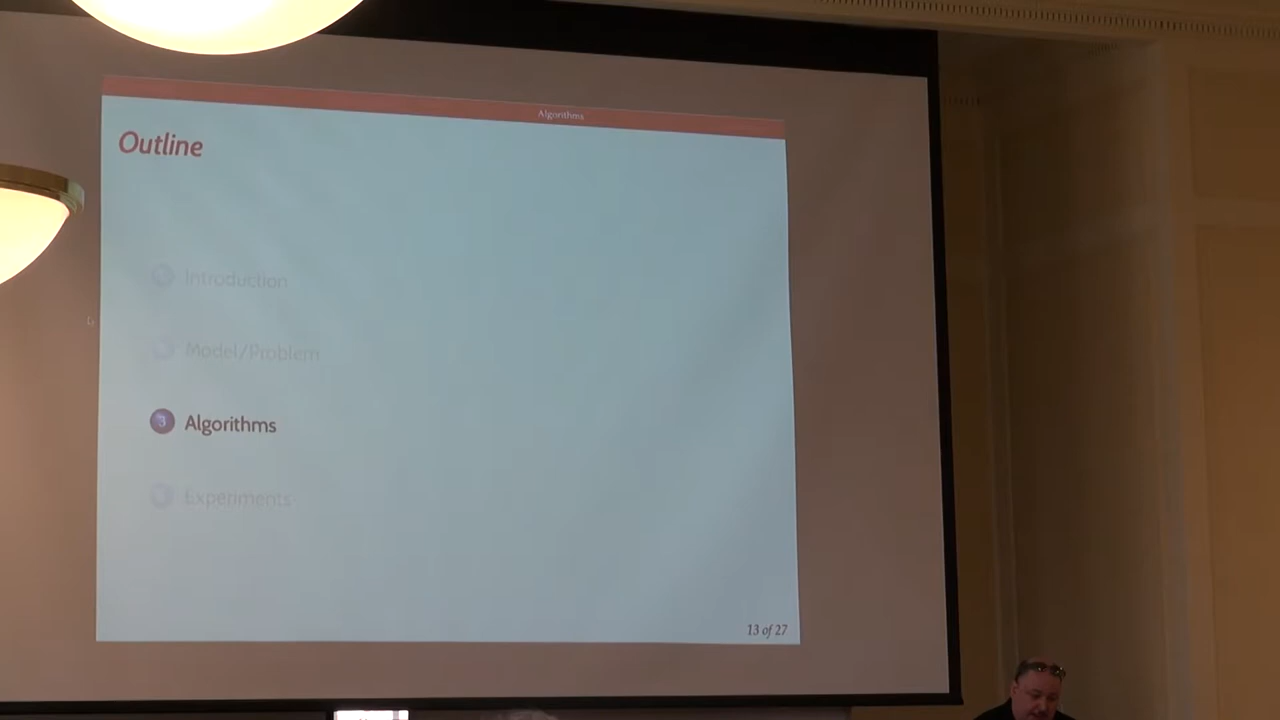 Algorithms
Outline
Introduction
Model/Problem
3 Algorithms
Experiments
13 of 27